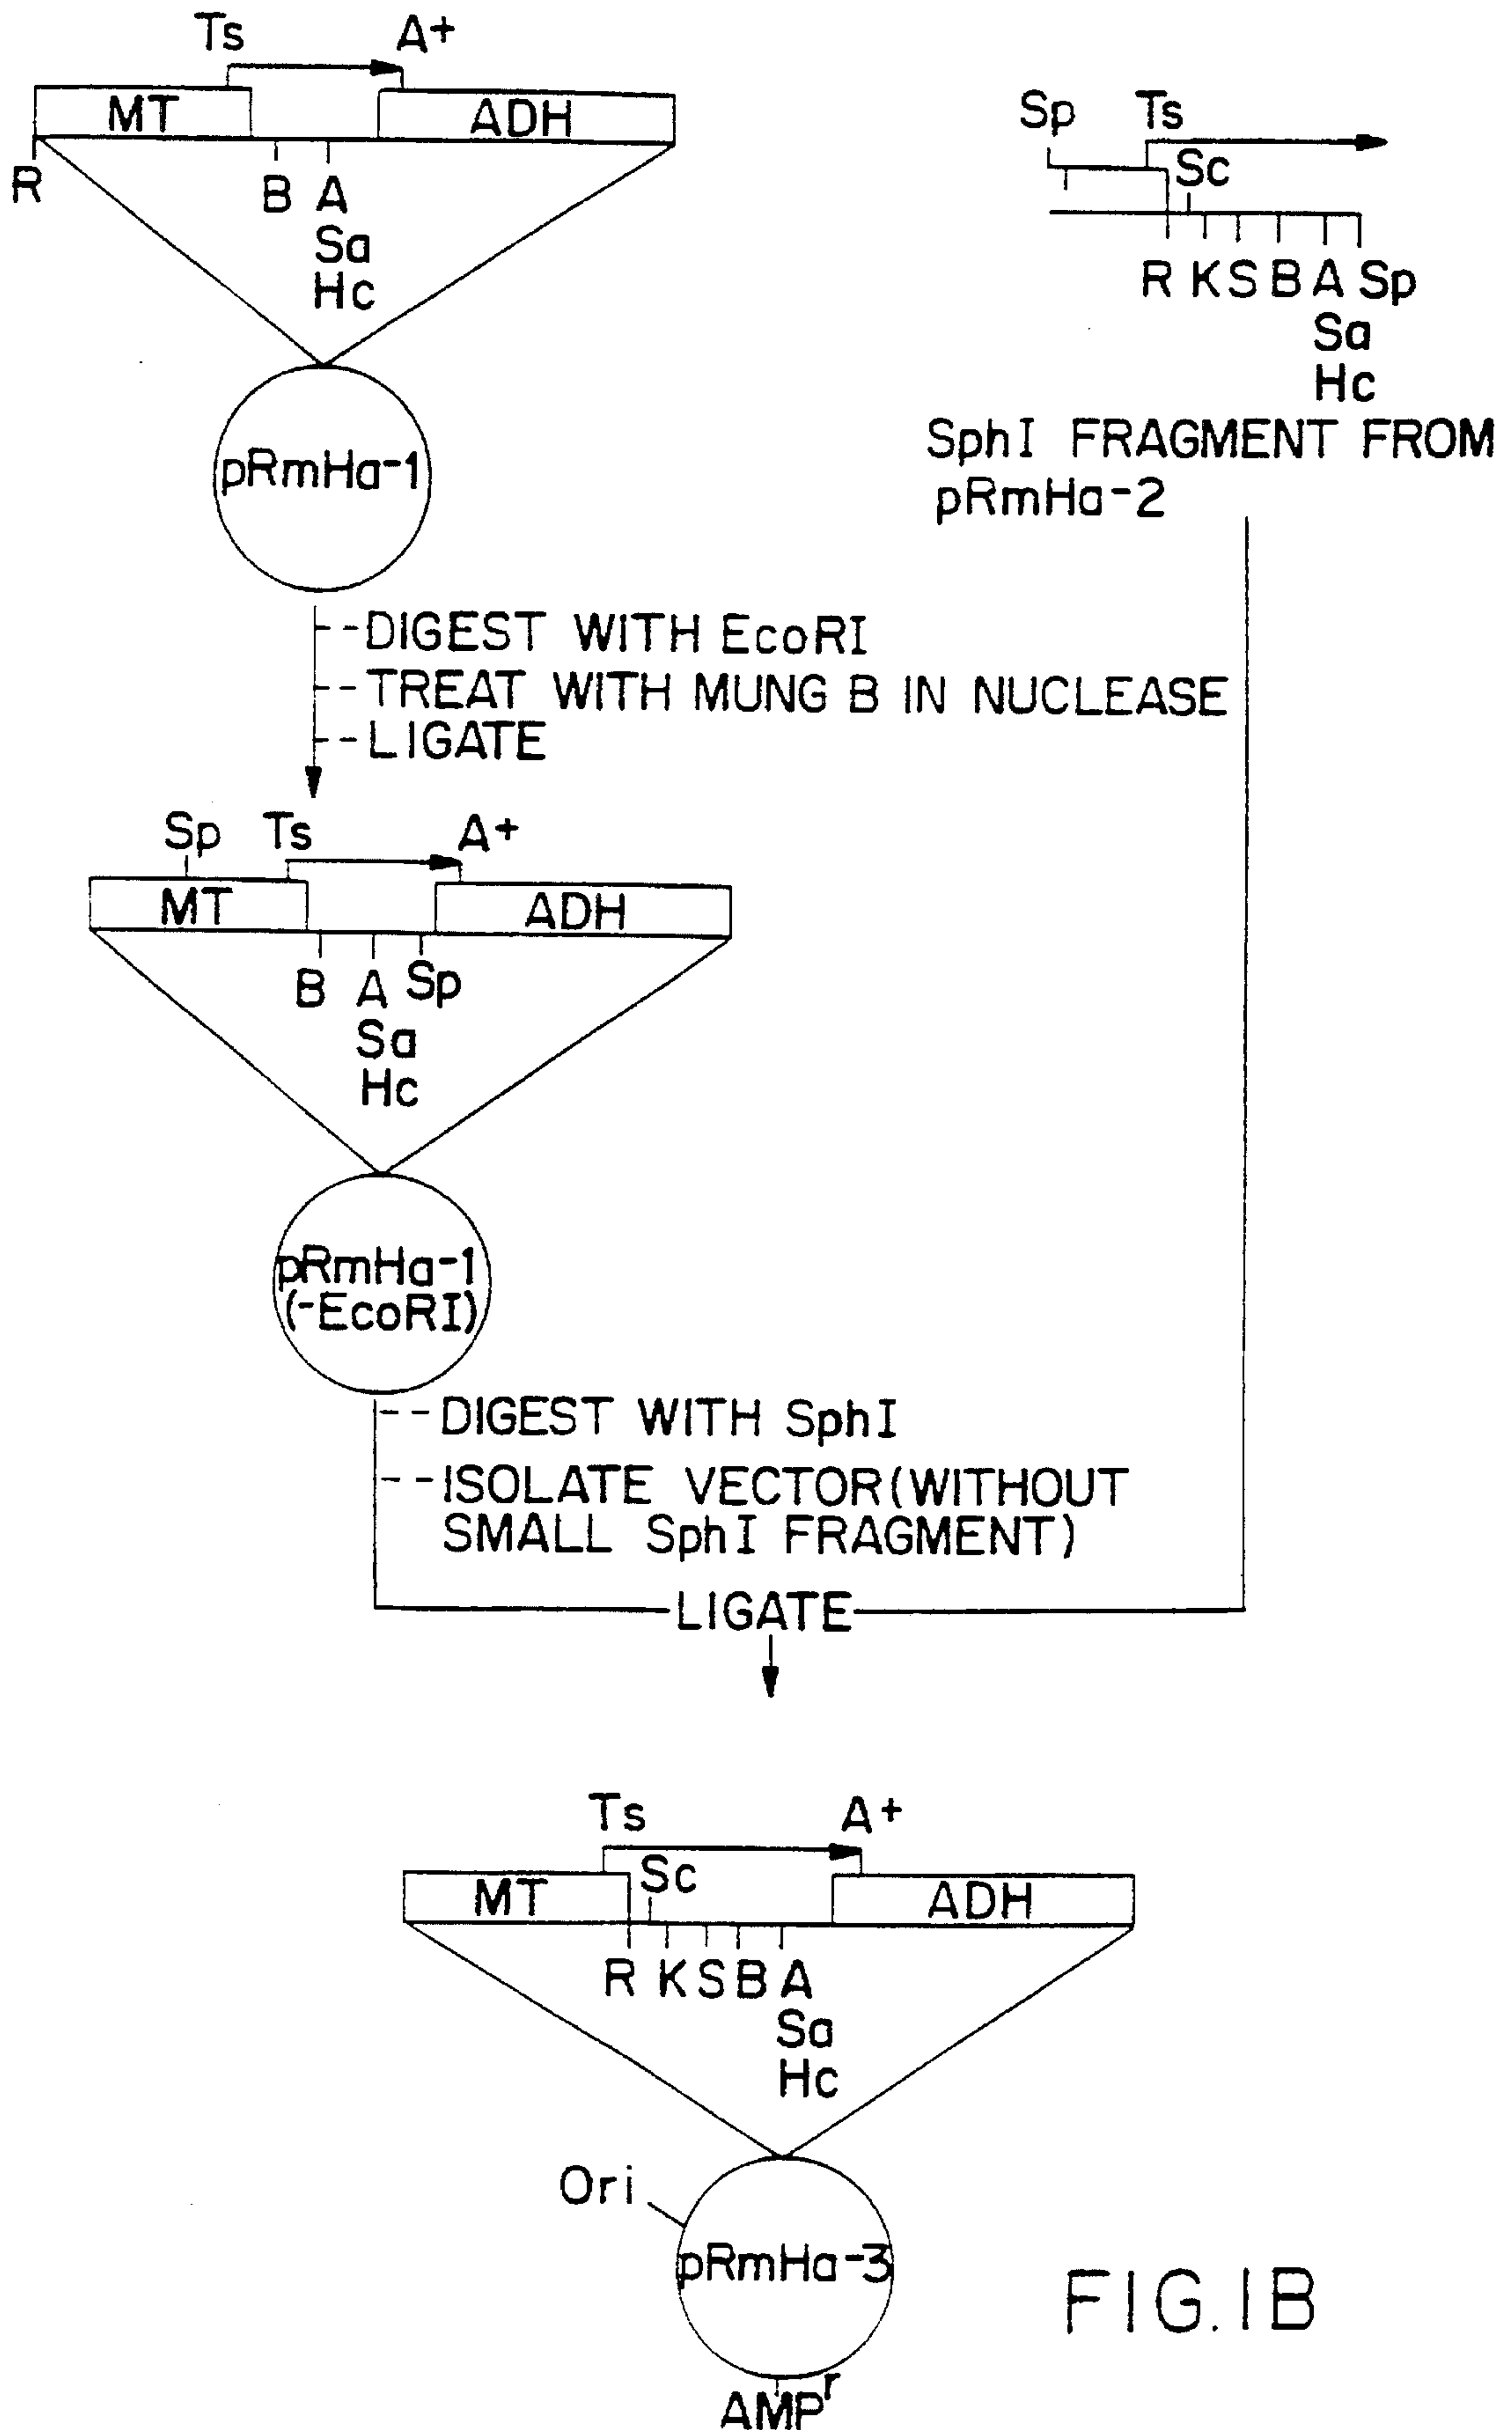 Ts A+
MT ADH
R B A
Sa
Hc
pRmHa-1
Sp Ts
Sc
R K S B A Sp
Sa
Hc
SphI FRAGMENT FROM
pRmHa-2
DIGEST WITH EcoRI
TREAT WITH MUNG B IN NUCLEASE
LIGATE
Sp Ts A+
MT ADH
B A Sp
Sa
Hc
pRmHa-1
(-EcoRI)
DIGEST WITH SphI
ISOLATE VECTOR(WITHOUT
SMALL SphI FRAGMENT)
LIGATE
Ts A+
MT Sc ADH
R K S B A
Sa
Hc
Ori
pRmHa-3
AMPr
FIG.1B